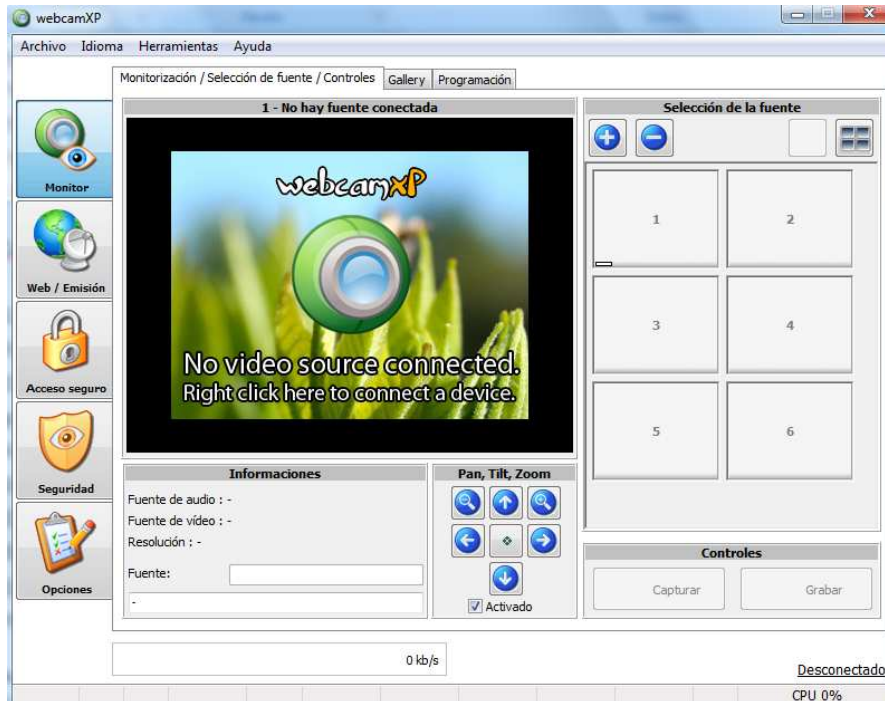 webcamXP
Archivo Idioma Herramientas Ayuda
Monitorización / Selección de fuente / Controles Gallery Programación
Monitor
Web / Emisión
Acceso seguro
Seguridad
Opciones
1 - No hay fuente conectada
webcamXP
No video source connected.
Right click here to connect a device.
Informaciones
Fuente de audio : -
Fuente de vídeo : -
Resolución : -
Fuente:
-
Pan, Tilt, Zoom
Activado
Selección de la fuente
1 2
3 4
5 6
Controles
Capturar Grabar
0 kb/s
Desconectado
CPU 0%